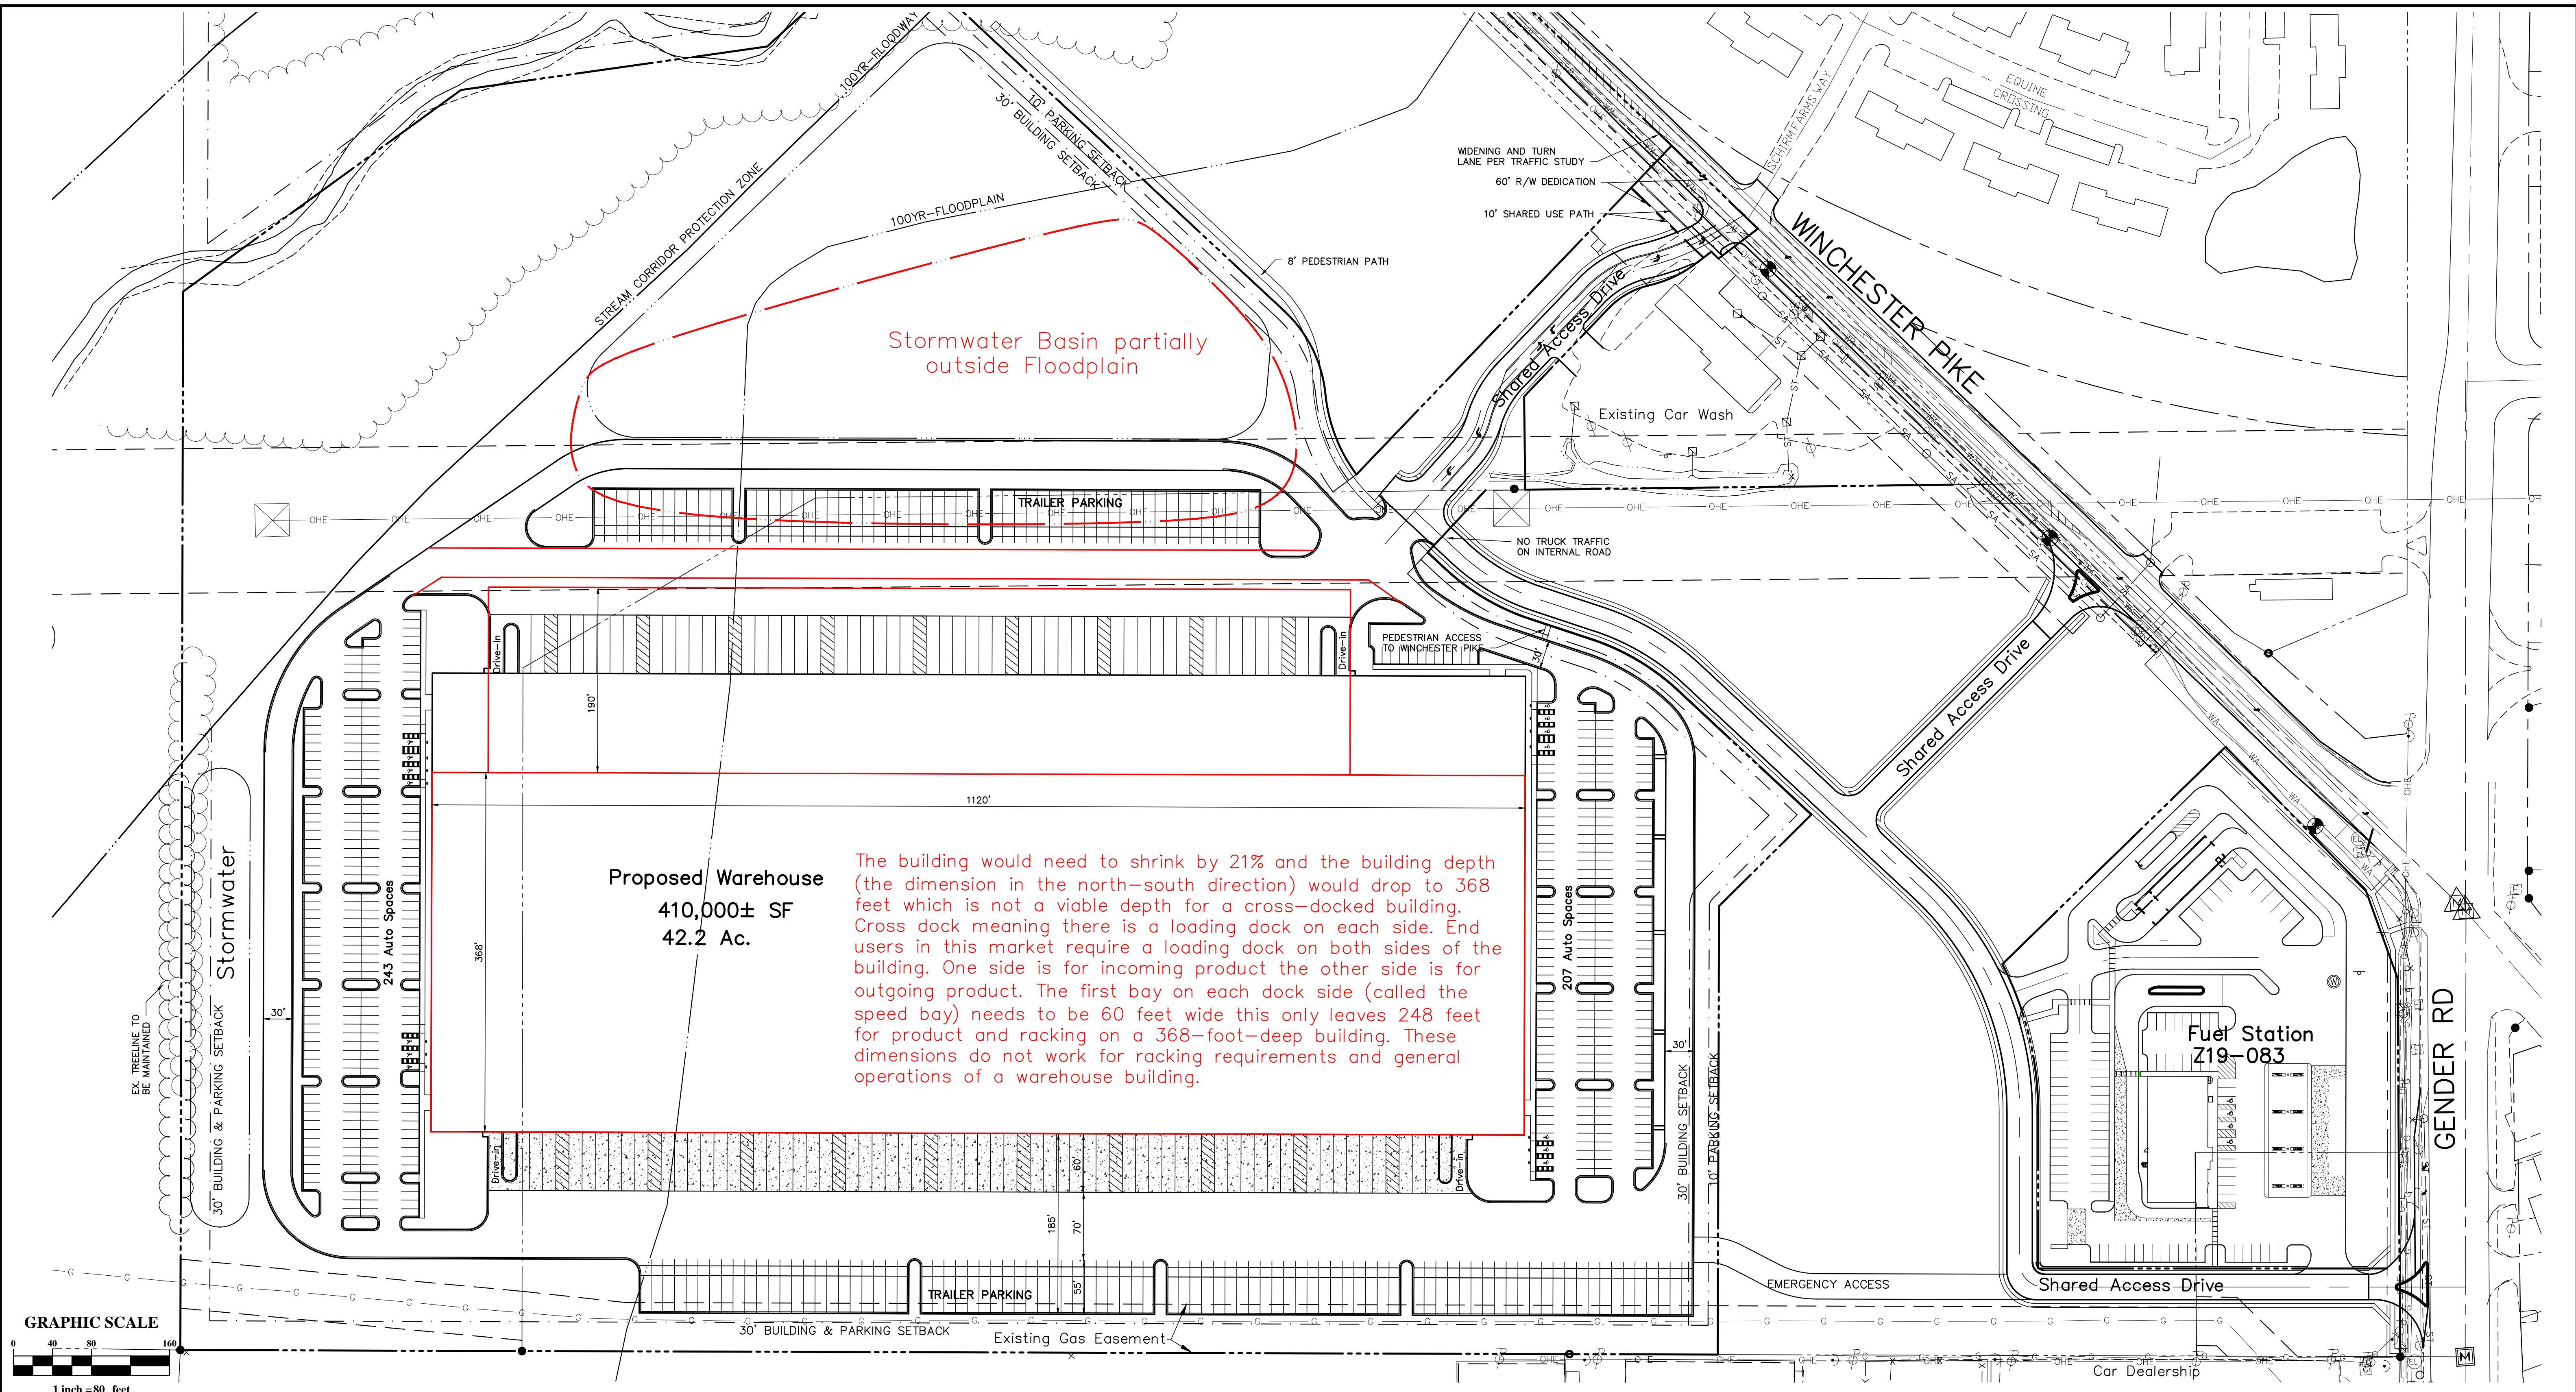 100YR-FLOODWAY
10' PARKING SETBACK
30' BUILDING SETBACK
STREAM CORRIDOR PROTECTION ZONE
100YR-FLOODPLAIN
8' PEDESTRIAN PATH
WIDENING AND TURN
LANE PER TRAFFIC STUDY
60' R/W DEDICATION
10' SHARED USE PATH
SCHIRM FARMS WAY
EQUINE
CROSSING
WINCHESTER PIKE
Shared Access Drive
Existing Car Wash
Stormwater Basin partially
outside Floodplain
TRAILER PARKING
OHE OHE OHE OHE OHE OHE OHE OHE OHE OHE OHE OHE
NO TRUCK TRAFFIC
ON INTERNAL ROAD
PEDESTRIAN ACCESS
TO WINCHESTER PIKE
30'
Drive-in
Drive-in
190'
Shared Access Drive
1120'
368'
Proposed Warehouse
410,000± SF
42.2 Ac.
The building would need to shrink by 21% and the building depth
(the dimension in the north-south direction) would drop to 368
feet which is not a viable depth for a cross-docked building.
Cross dock meaning there is a loading dock on each side. End
users in this market require a loading dock on both sides of the
building. One side is for incoming product the other side is for
outgoing product. The first bay on each dock side (called the
speed bay) needs to be 60 feet wide this only leaves 248 feet
for product and racking on a 368-foot-deep building. These
dimensions do not work for racking requirements and general
operations of a warehouse building.
243 Auto Spaces
207 Auto Spaces
Stormwater
EX. TREELINE TO
BE MAINTAINED
30' BUILDING & PARKING SETBACK
30'
30'
30' BUILDING SETBACK
10' PARKING SETBACK
Fuel Station
Z19-083
GENDER RD
Drive-in
Drive-in
60'
185'
70'
55'
TRAILER PARKING
EMERGENCY ACCESS
Shared Access Drive
30' BUILDING & PARKING SETBACK
Existing Gas Easement
Car Dealership
M
GRAPHIC SCALE
0 40 80 160
1 inch = 80 feet